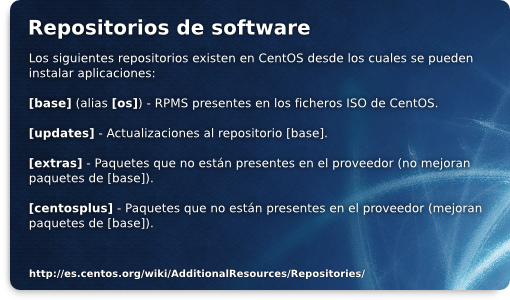 Repositorios de software
Los siguientes repositorios existen en CentOS desde los cuales se pueden
instalar aplicaciones:
[base] (alias [os]) - RPMS presentes en los ficheros ISO de CentOS.
[updates] - Actualizaciones al repositorio [base].
[extras] - Paquetes que no están presentes en el proveedor (no mejoran
paquetes de [base]).
[centosplus] - Paquetes que no están presentes en el proveedor (mejoran
paquetes de [base]).
http://es.centos.org/wiki/AdditionalResources/Repositories/